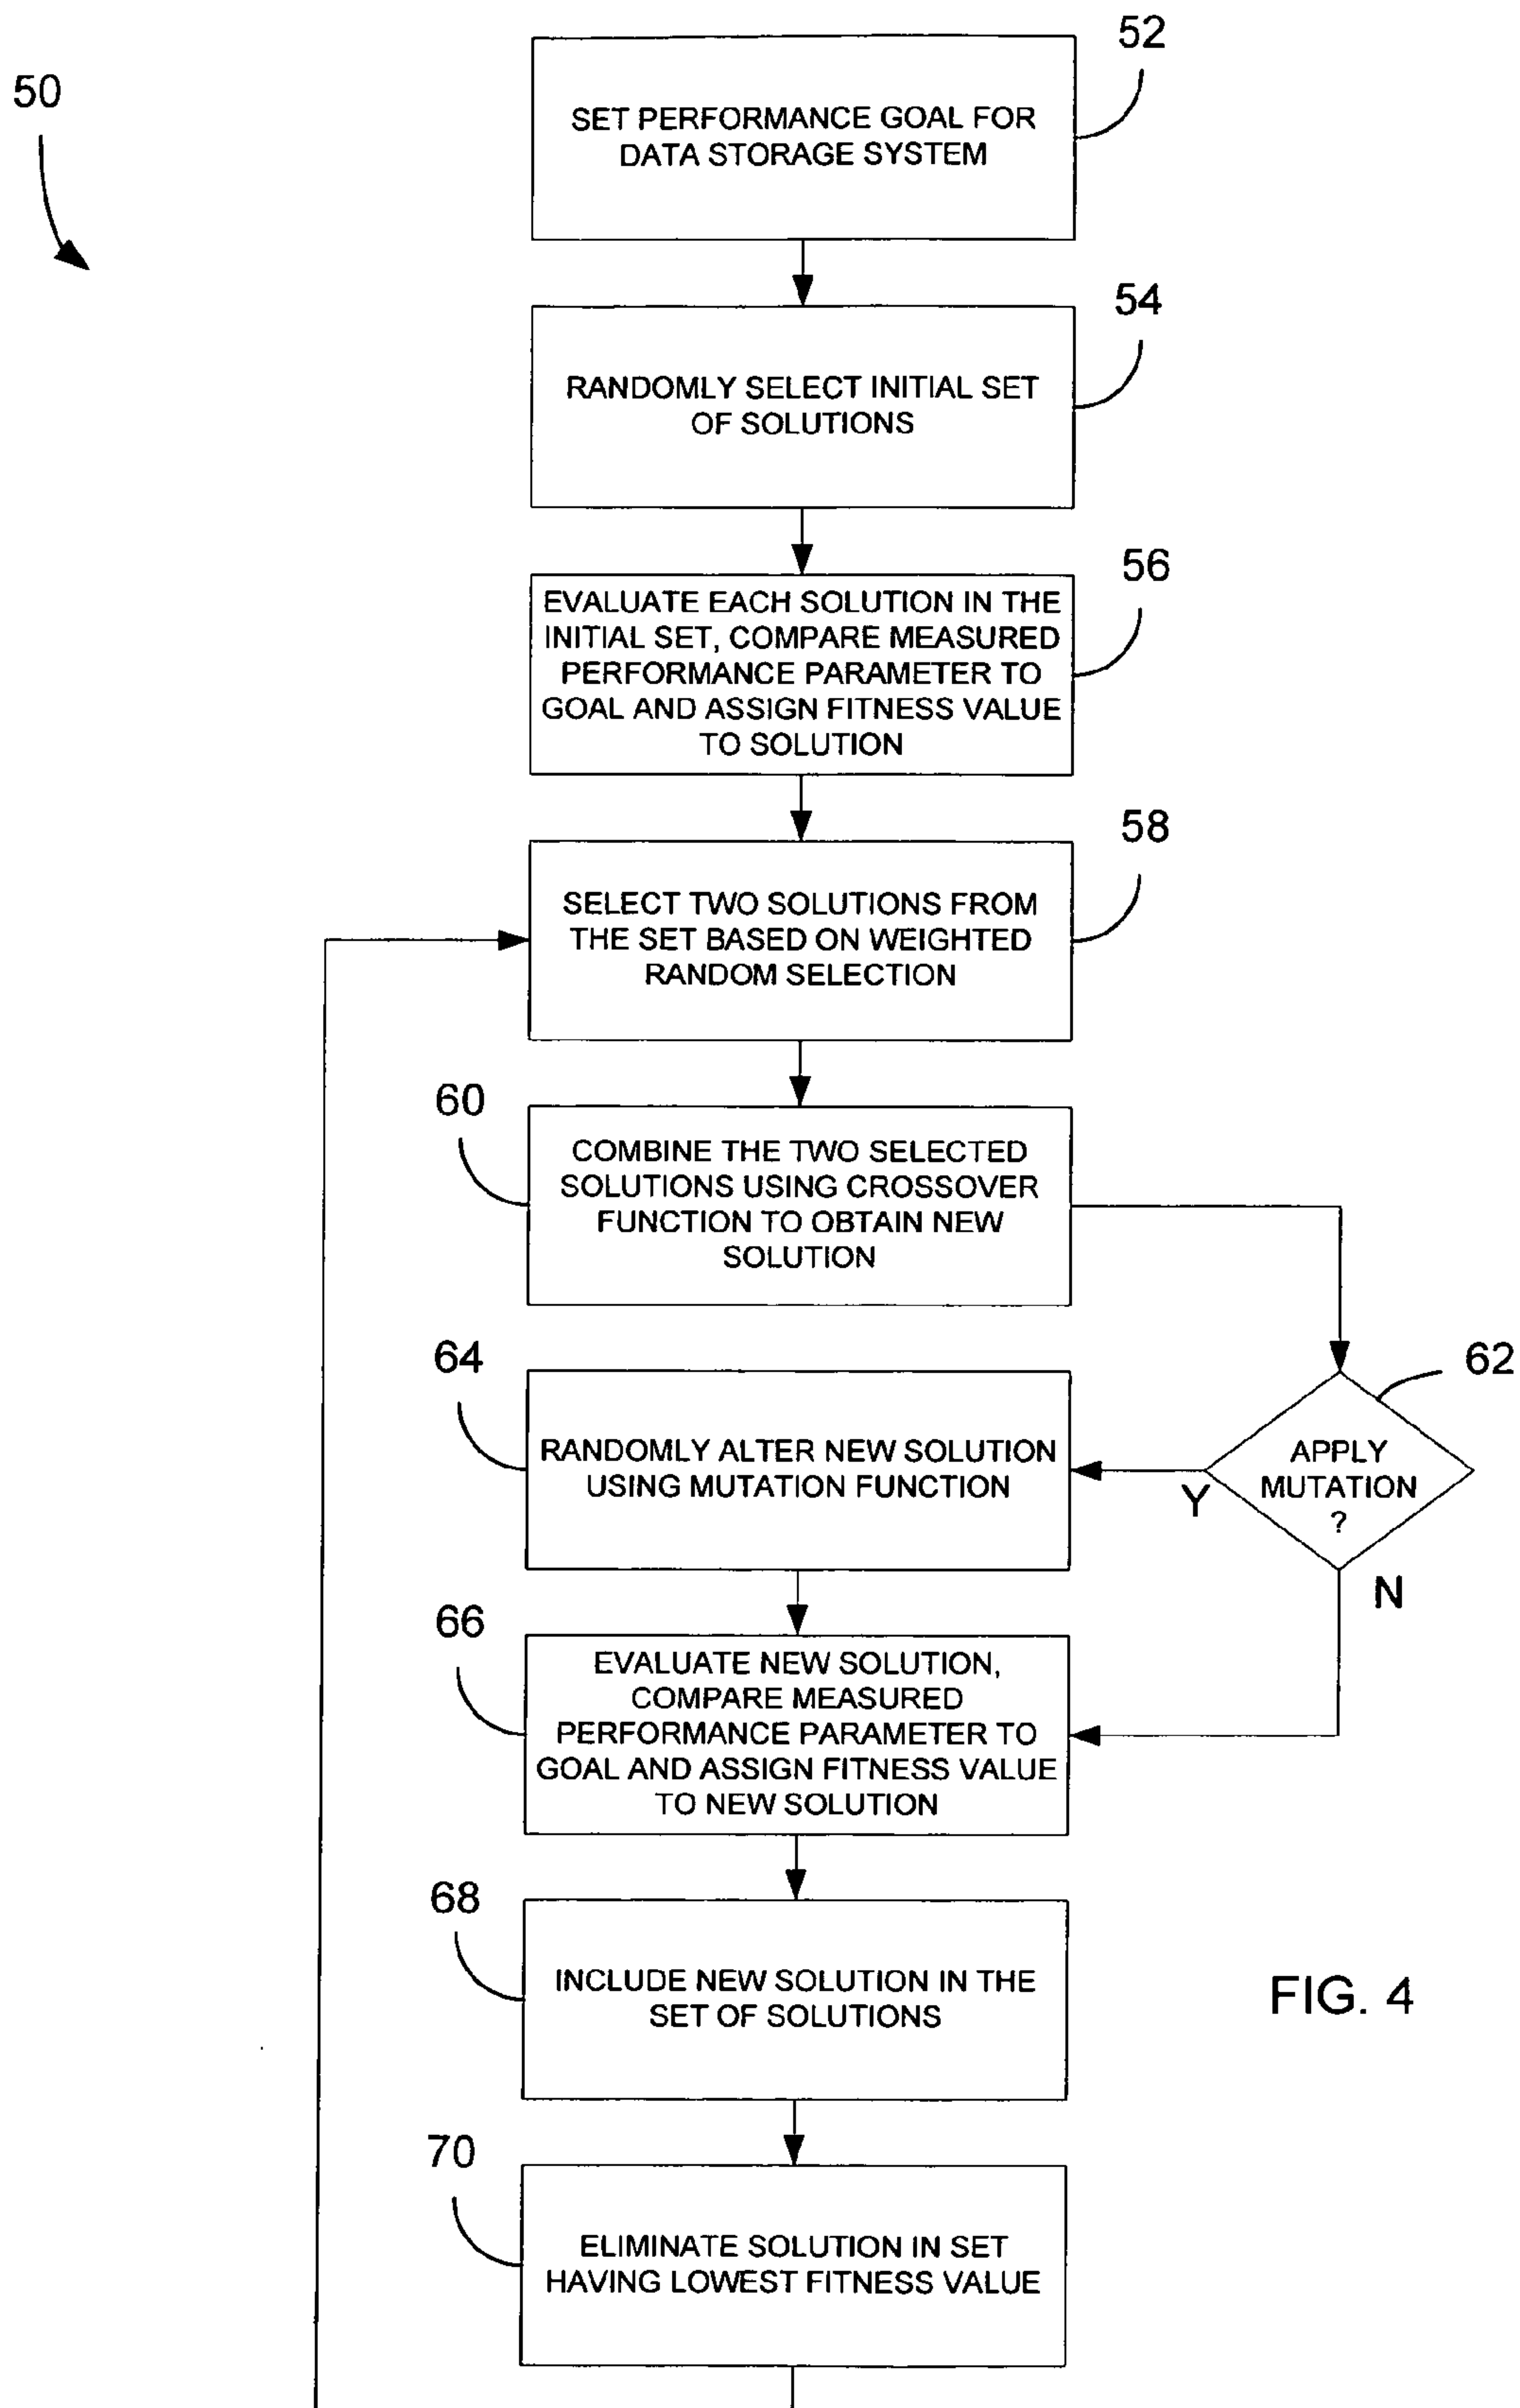 50
52
SET PERFORMANCE GOAL FOR
DATA STORAGE SYSTEM
54
RANDOMLY SELECT INITIAL SET
OF SOLUTIONS
56
EVALUATE EACH SOLUTION IN THE
INITIAL SET, COMPARE MEASURED
PERFORMANCE PARAMETER TO
GOAL AND ASSIGN FITNESS VALUE
TO SOLUTION
58
SELECT TWO SOLUTIONS FROM
THE SET BASED ON WEIGHTED
RANDOM SELECTION
60
COMBINE THE TWO SELECTED
SOLUTIONS USING CROSSOVER
FUNCTION TO OBTAIN NEW
SOLUTION
62
APPLY
MUTATION
?
Y
N
64
RANDOMLY ALTER NEW SOLUTION
USING MUTATION FUNCTION
66
EVALUATE NEW SOLUTION,
COMPARE MEASURED
PERFORMANCE PARAMETER TO
GOAL AND ASSIGN FITNESS VALUE
TO NEW SOLUTION
68
INCLUDE NEW SOLUTION IN THE
SET OF SOLUTIONS
FIG. 4
70
ELIMINATE SOLUTION IN SET
HAVING LOWEST FITNESS VALUE